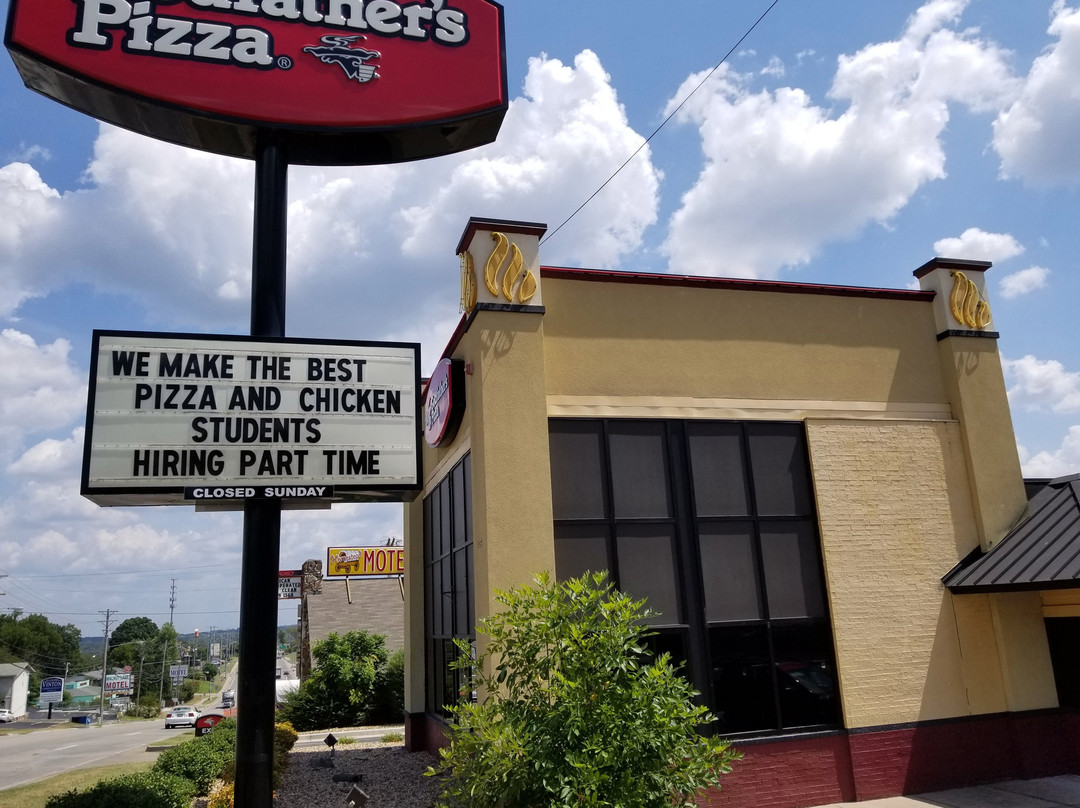 Pizza
®
WE MAKE THE BEST
PIZZA AND CHICKEN
STUDENTS
HIRING PART TIME
CLOSED SUNDAY
MOTE
MOTEL